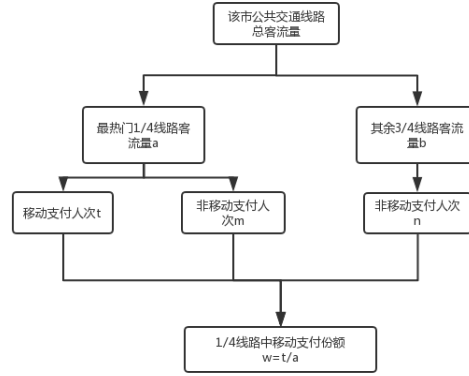 该市公共交通线路
总客流量
最热门1/4线路客
流量a
其余3/4线路客流
量b
移动支付人次t
非移动支付人
次m
非移动支付人次
n
1/4线路中移动支付份额
w=t/a